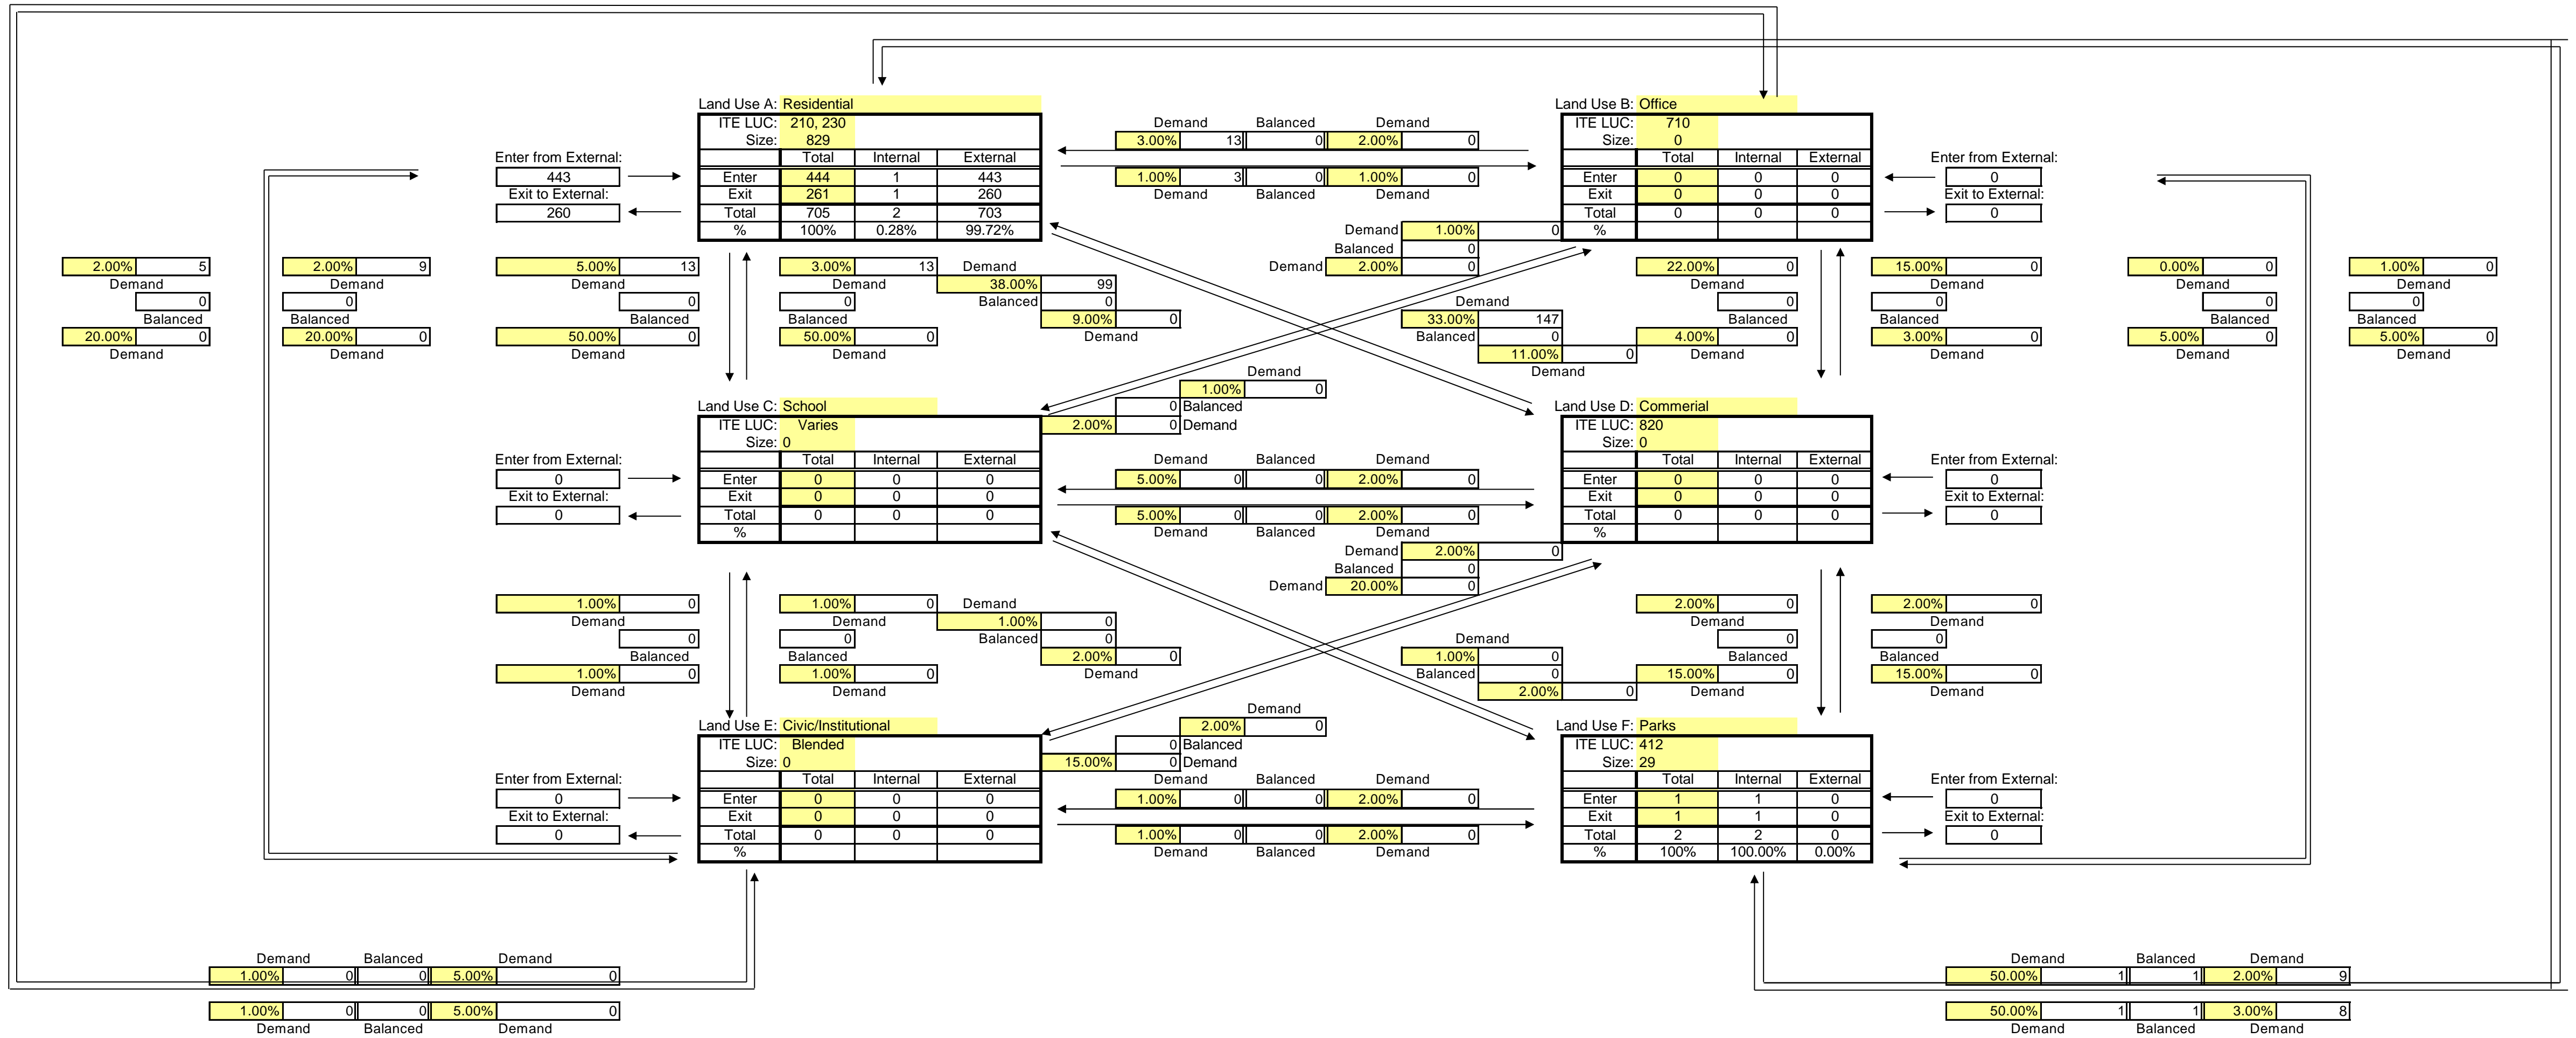 Land Use A: Residential
ITE LUC: 210, 230
Size: 829
Total Internal External
Enter 444 1 443
Exit 261 1 260
Total 705 2 703
% 100% 0.28% 99.72%
Enter from External:
443
Exit to External:
260
Demand Balanced Demand
3.00% 13 0 2.00% 0
1.00% 3 0 1.00% 0
Demand Balanced Demand
Land Use B: Office
ITE LUC: 710
Size: 0
Total Internal External
Enter 0 0 0
Exit 0 0 0
Total 0 0 0
%
Enter from External:
0
Exit to External:
0
Demand 1.00% 0
Balanced 0
Demand 2.00% 0
2.00% 5
Demand
0
Balanced
20.00% 0
Demand
2.00% 9
Demand
0
Balanced
20.00% 0
Demand
5.00% 13
Demand
0
Balanced
50.00% 0
Demand
3.00% 13
Demand
0
Balanced
50.00% 0
Demand
Demand
38.00% 99
Balanced 0
9.00% 0
Demand
Demand
33.00% 147
Balanced 0
11.00% 0
Demand
22.00% 0
Demand
0
Balanced
4.00% 0
Demand
15.00% 0
Demand
0
Balanced
3.00% 0
Demand
0.00% 0
Demand
0
Balanced
5.00% 0
Demand
1.00% 0
Demand
0
Balanced
5.00% 0
Demand
Demand
1.00% 0
0 Balanced
2.00% 0 Demand
Land Use C: School
ITE LUC: Varies
Size: 0
Total Internal External
Enter 0 0 0
Exit 0 0 0
Total 0 0 0
%
Enter from External:
0
Exit to External:
0
Demand Balanced Demand
5.00% 0 0 2.00% 0
5.00% 0 0 2.00% 0
Demand Balanced Demand
Land Use D: Commerial
ITE LUC: 820
Size: 0
Total Internal External
Enter 0 0 0
Exit 0 0 0
Total 0 0 0
%
Enter from External:
0
Exit to External:
0
Demand 2.00% 0
Balanced 0
Demand 20.00% 0
1.00% 0
Demand
0
Balanced
1.00% 0
Demand
1.00% 0
Demand
0
Balanced
1.00% 0
Demand
Demand
1.00% 0
Balanced 0
2.00% 0
Demand
Demand
1.00% 0
Balanced 0
2.00% 0
2.00% 0
Demand
0
Balanced
15.00% 0
Demand
2.00% 0
Demand
0
Balanced
15.00% 0
Demand
Demand
2.00% 0
0 Balanced
15.00% 0 Demand
Land Use E: Civic/Institutional
ITE LUC: Blended
Size: 0
Total Internal External
Enter 0 0 0
Exit 0 0 0
Total 0 0 0
%
Enter from External:
0
Exit to External:
0
Demand Balanced Demand
1.00% 0 0 2.00% 0
1.00% 0 0 2.00% 0
Demand Balanced Demand
Land Use F: Parks
ITE LUC: 412
Size: 29
Total Internal External
Enter 1 1 0
Exit 1 1 0
Total 2 2 0
% 100% 100.00% 0.00%
Enter from External:
0
Exit to External:
0
Demand Balanced Demand
1.00% 0 0 5.00% 0
1.00% 0 0 5.00% 0
Demand Balanced Demand
Demand Balanced Demand
50.00% 1 1 2.00% 9
50.00% 1 1 3.00% 8
Demand Balanced Demand